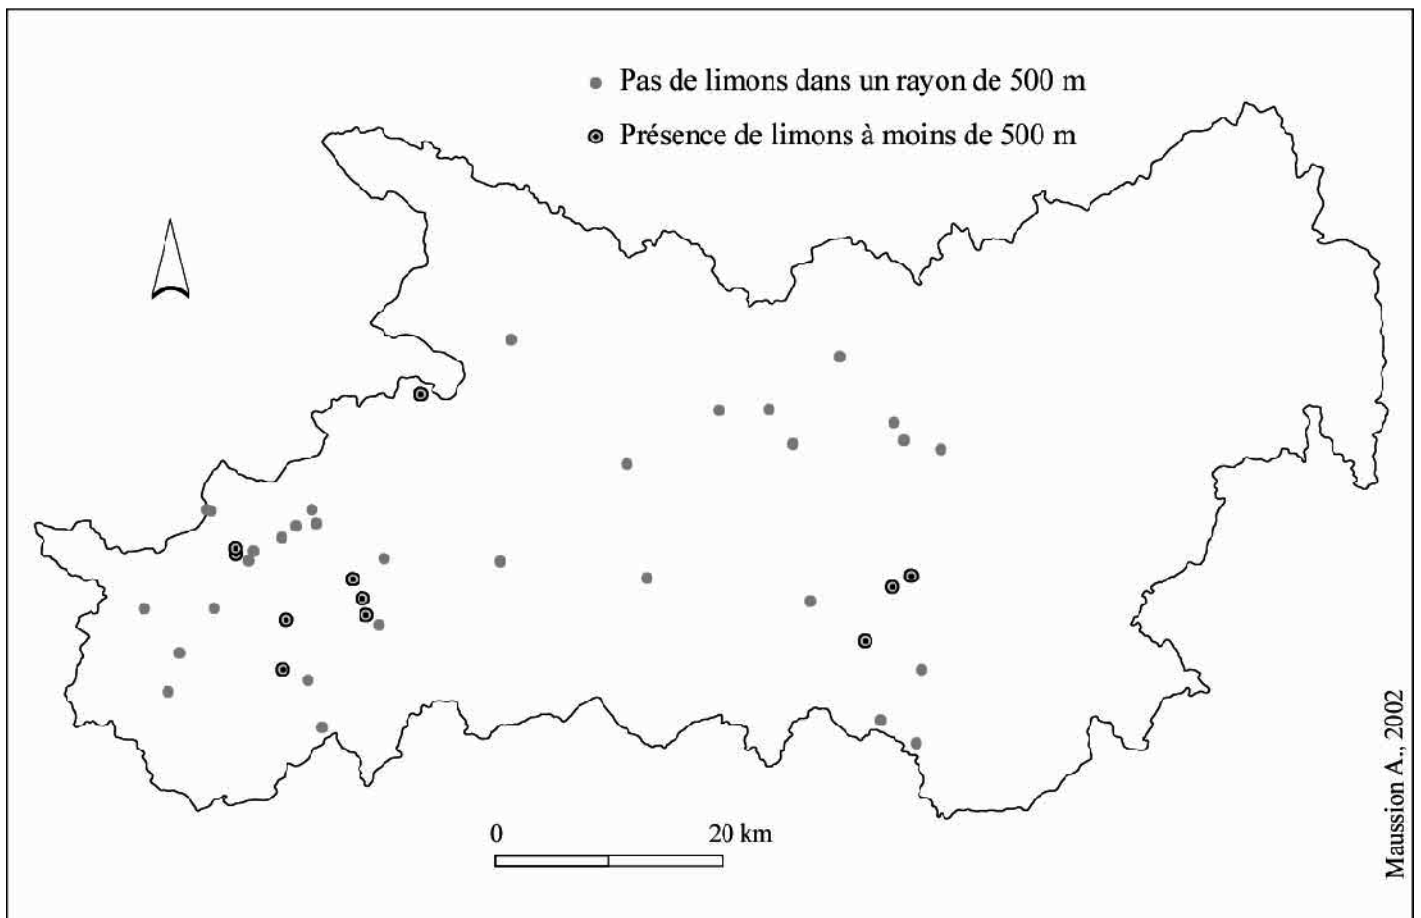 Pas de limons dans un rayon de 500 m
Présence de limons à moins de 500 m
0 20 km
Maussion A., 2002